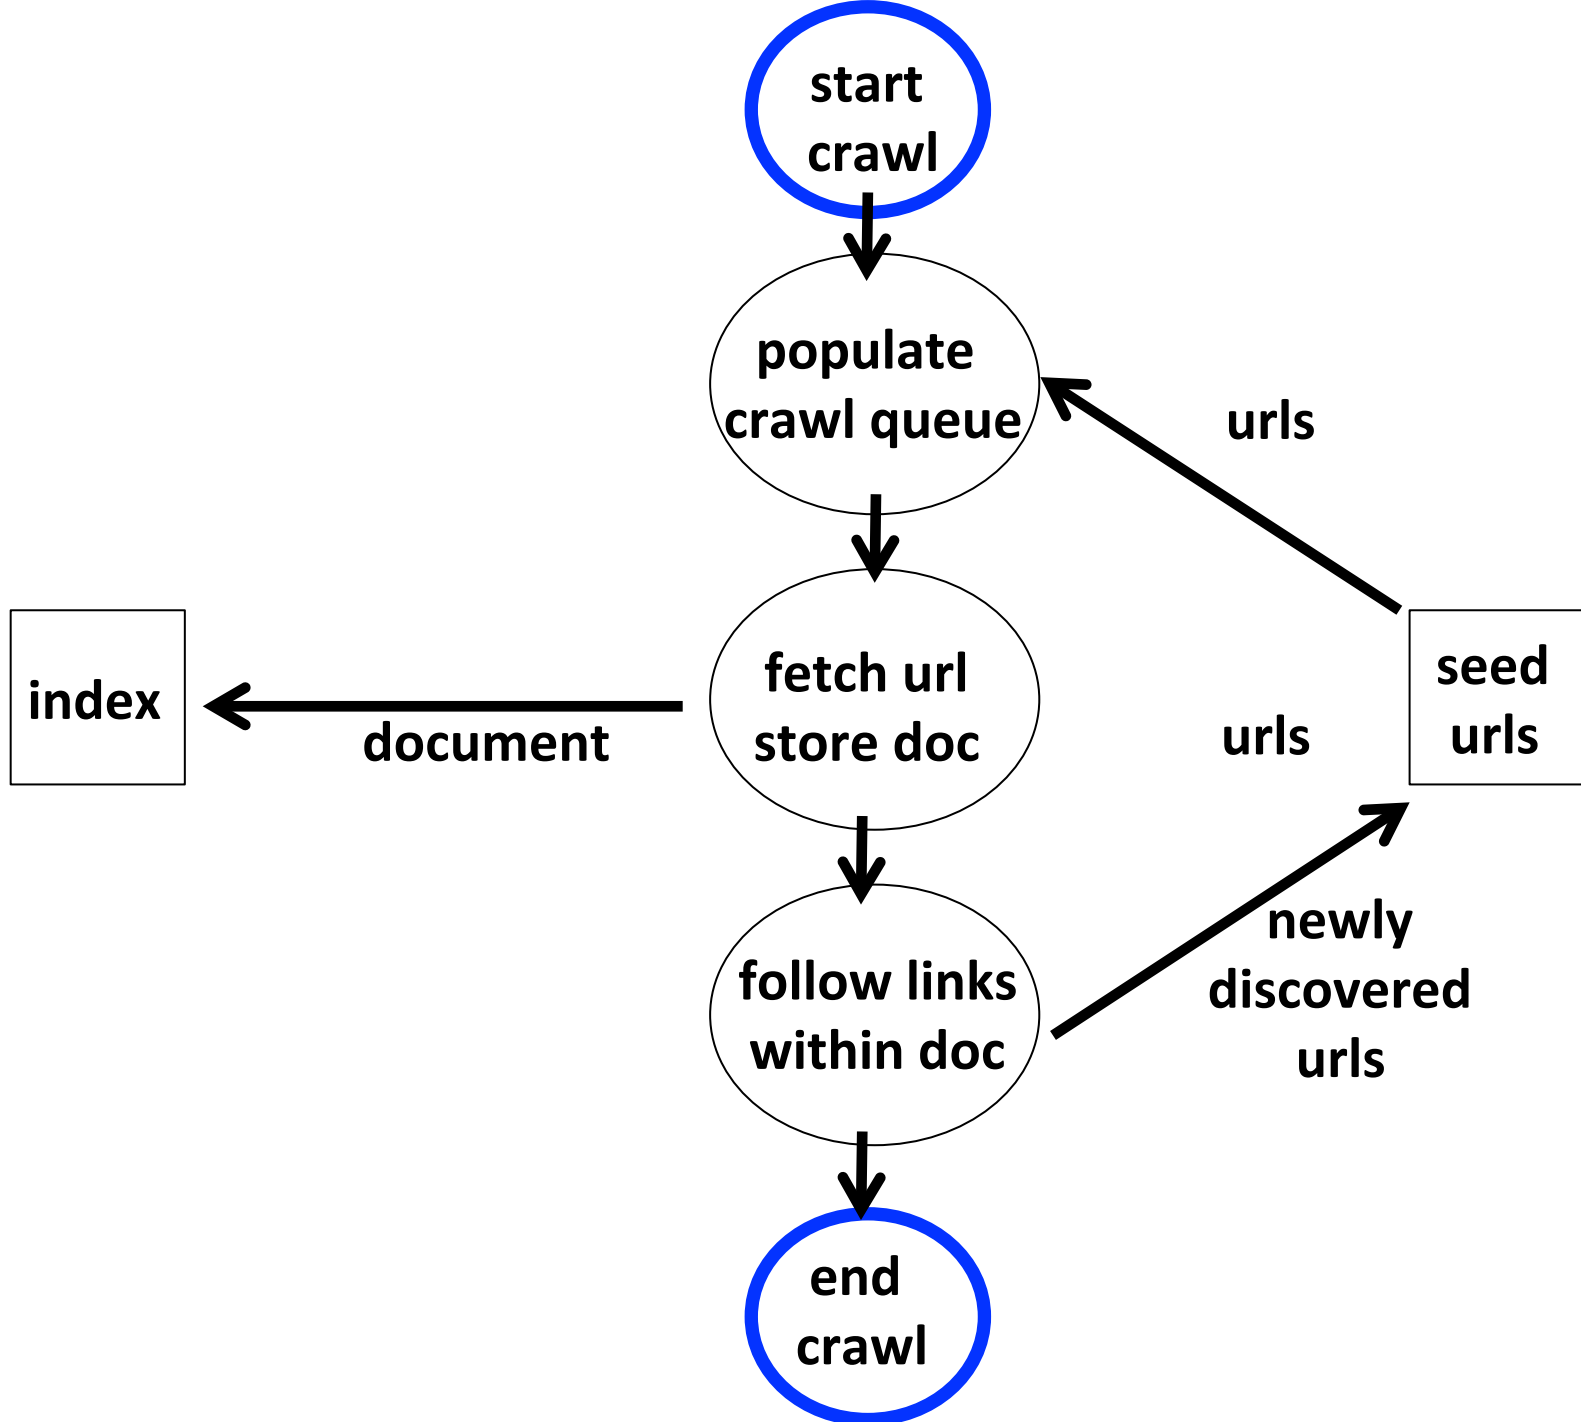 start
crawl
populate
crawl queue
urls
fetch url
store doc
index
document
urls
seed
urls
follow links
within doc
newly
discovered
urls
end
crawl